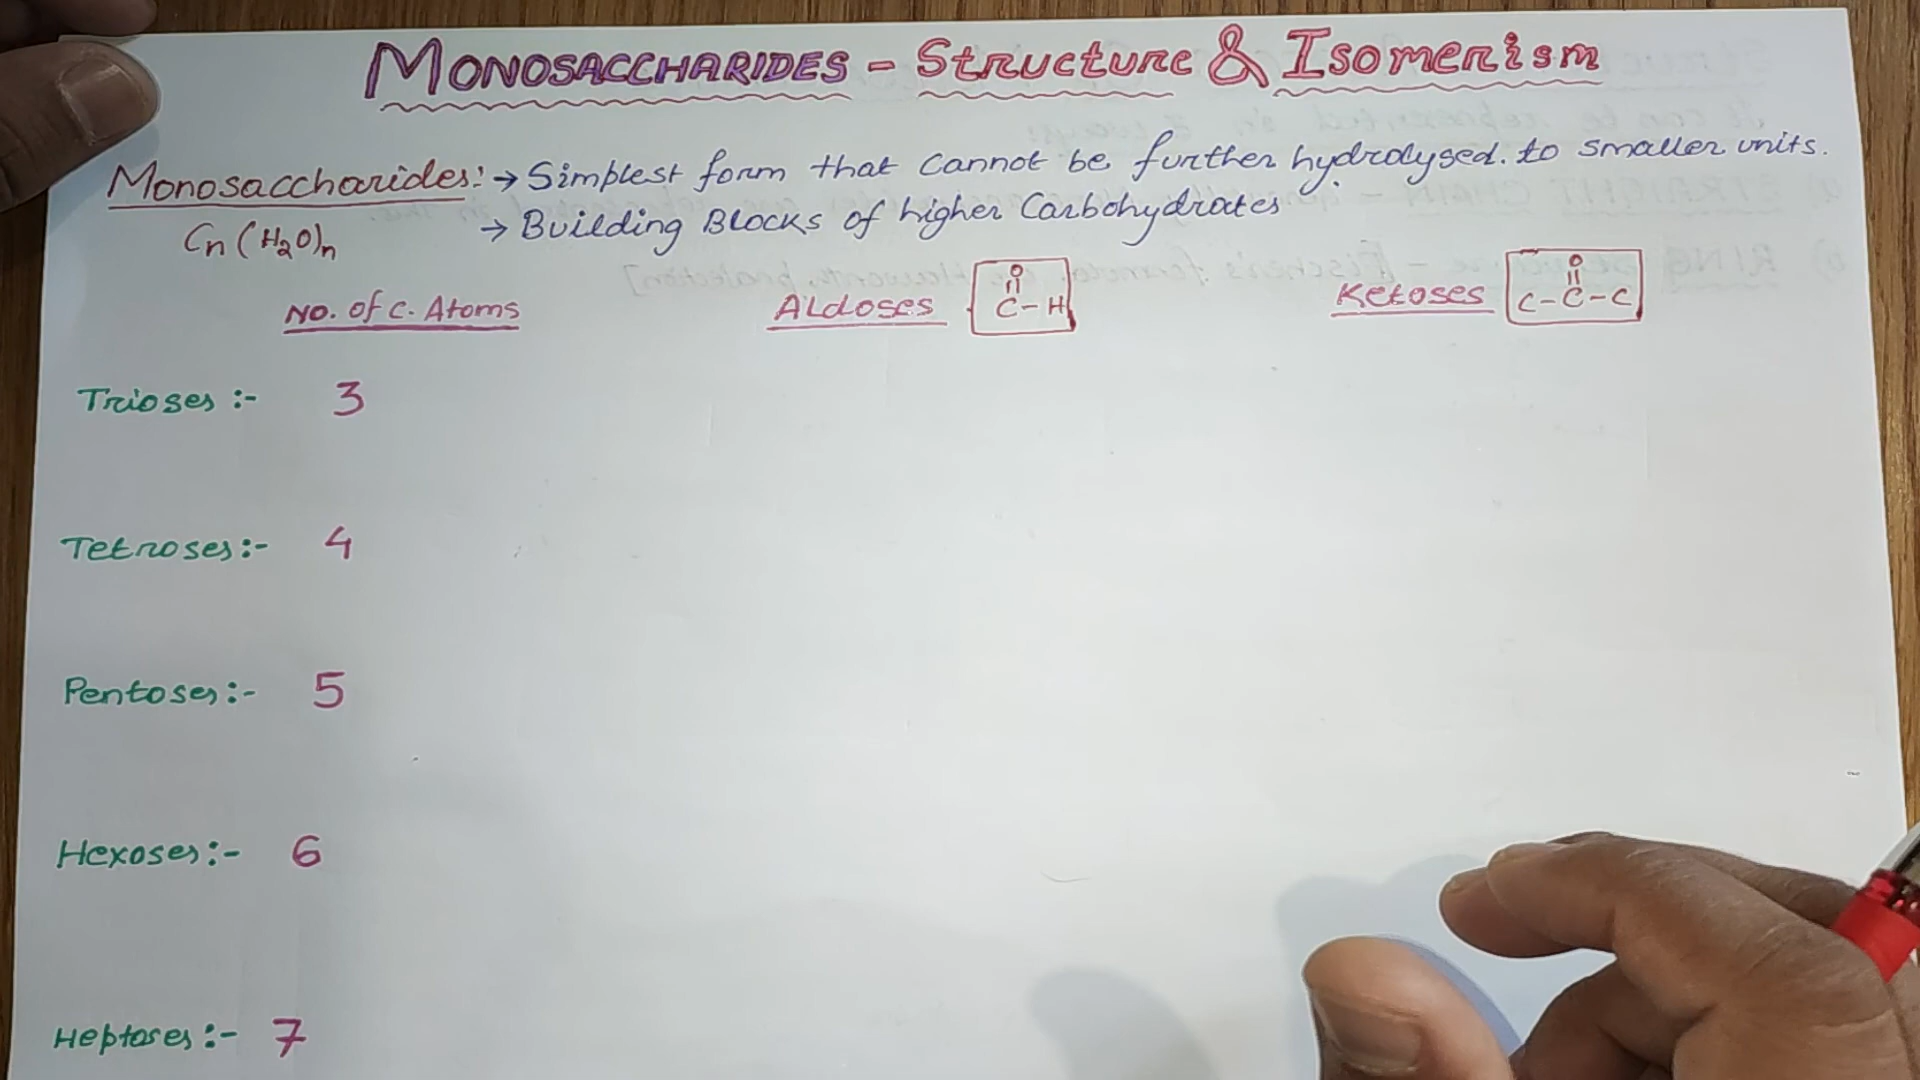 MONOSACCHARIDES - Structure & Isomerism
Monosaccharides:→ Simplest form that cannot be further hydrolysed. to smaller units.
Cn(H2O)n → Building Blocks of higher Carbohydrates
NO. of C. Atoms Aldoses O Ketoses O
C-H C-C-C
Trioses :- 3
Tetroses:- 4
Pentoses:- 5
Hexoses:- 6
Heptoses:- 7